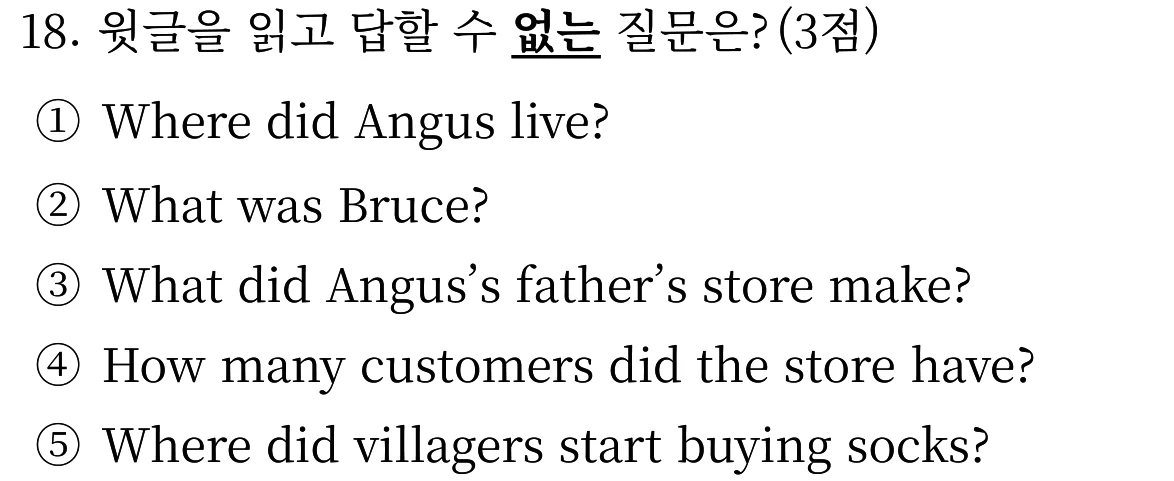 18. 윗글을 읽고 답할 수 없는 질문은?(3점)
① Where did Angus live?
② What was Bruce?
③ What did Angus’s father’s store make?
④ How many customers did the store have?
⑤ Where did villagers start buying socks?